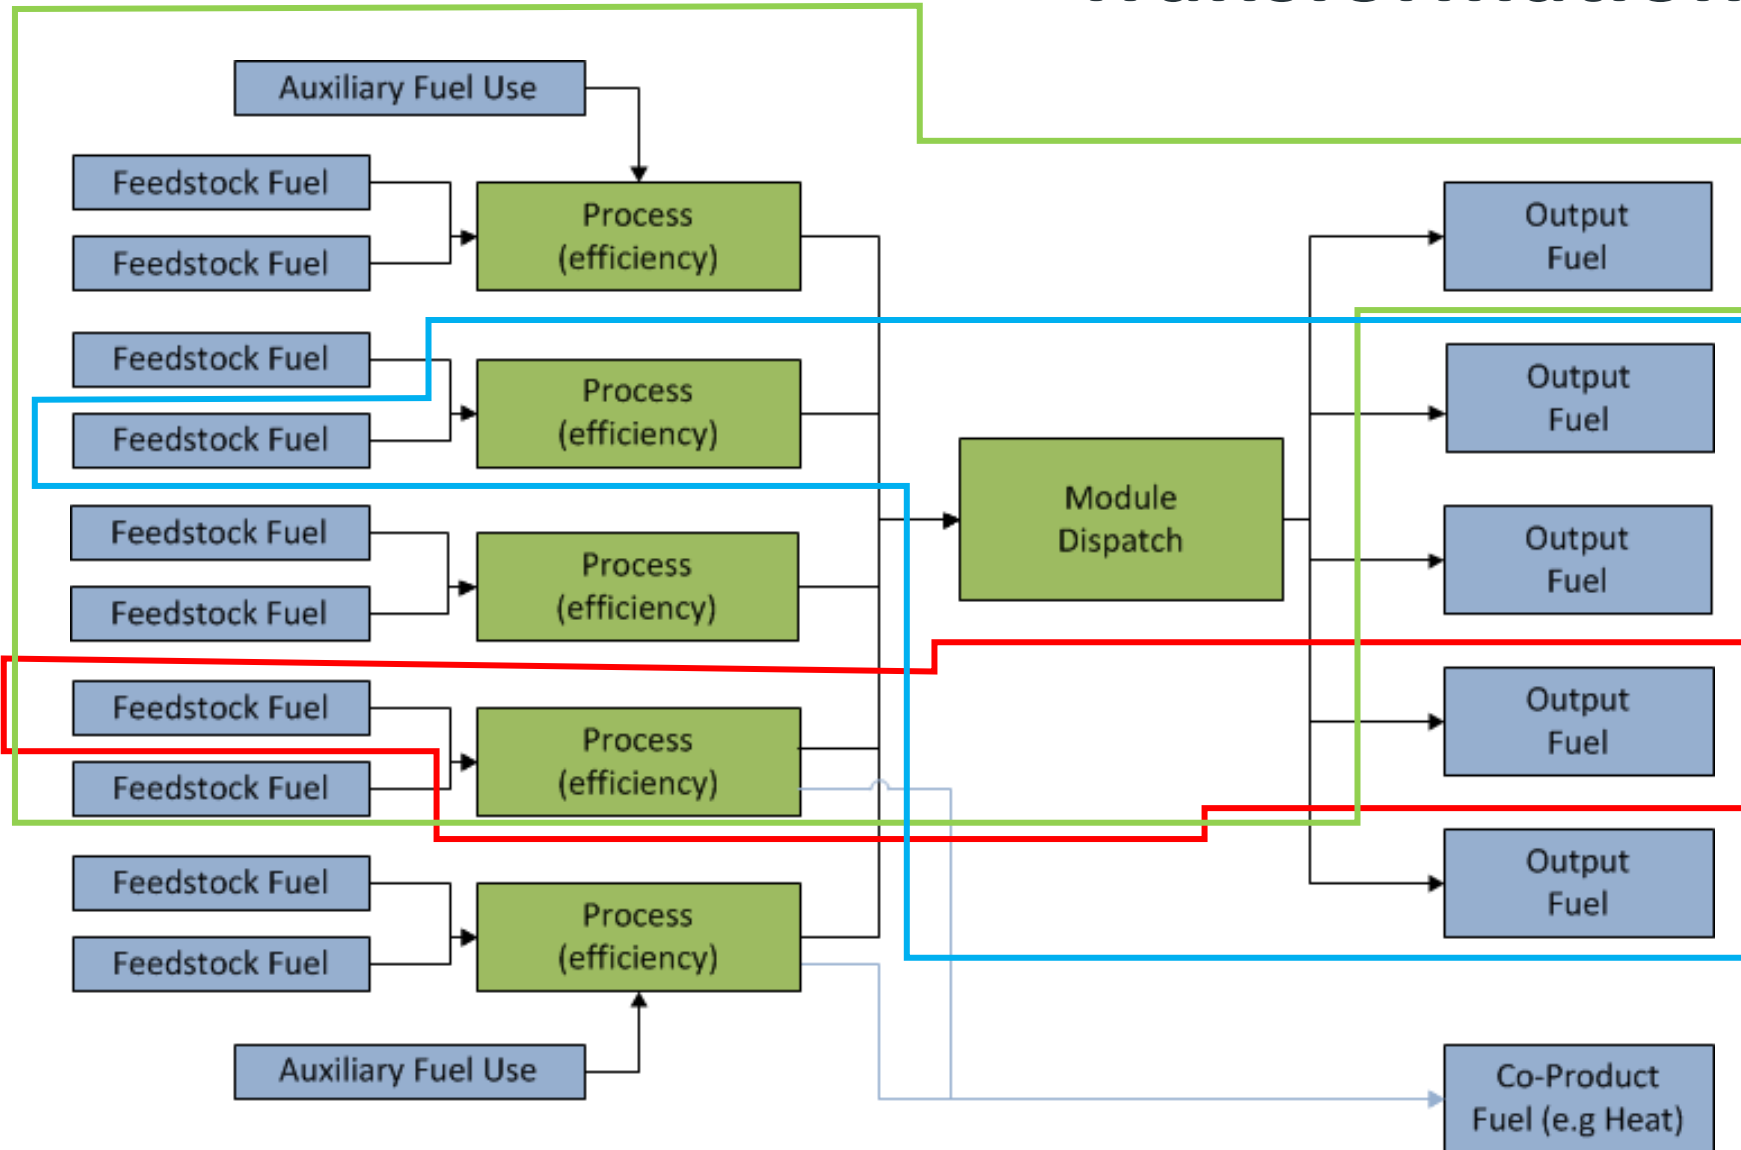 Auxiliary Fuel Use
Feedstock Fuel
Feedstock Fuel
Process
(efficiency)
Output
Fuel
Feedstock Fuel
Feedstock Fuel
Process
(efficiency)
Output
Fuel
Feedstock Fuel
Feedstock Fuel
Process
(efficiency)
Module
Dispatch
Output
Fuel
Feedstock Fuel
Feedstock Fuel
Process
(efficiency)
Output
Fuel
Feedstock Fuel
Feedstock Fuel
Process
(efficiency)
Output
Fuel
Auxiliary Fuel Use
Co-Product
Fuel (e.g Heat)